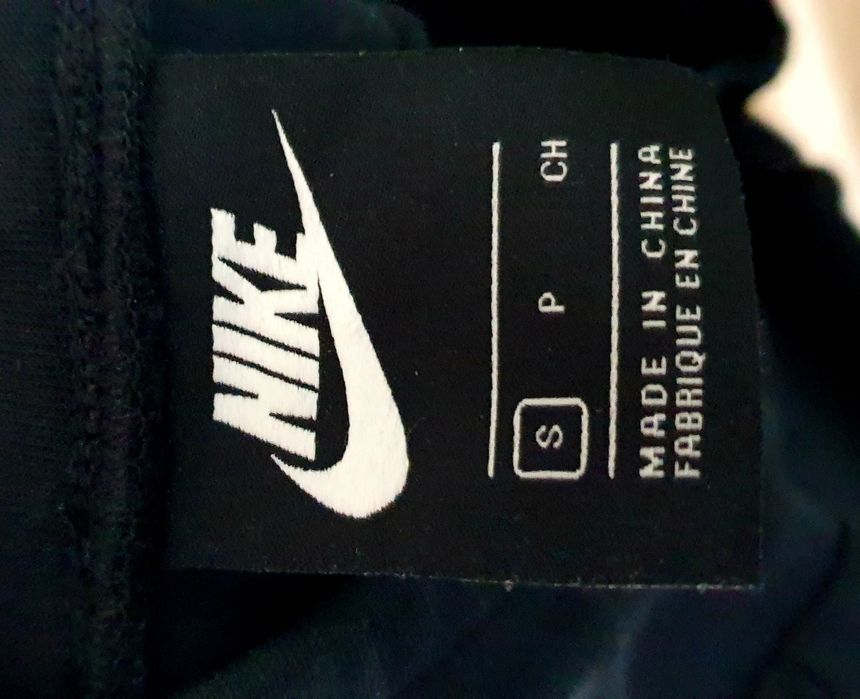 NIKE
S P CH
MADE IN CHINA
FABRIQUE EN CHINE